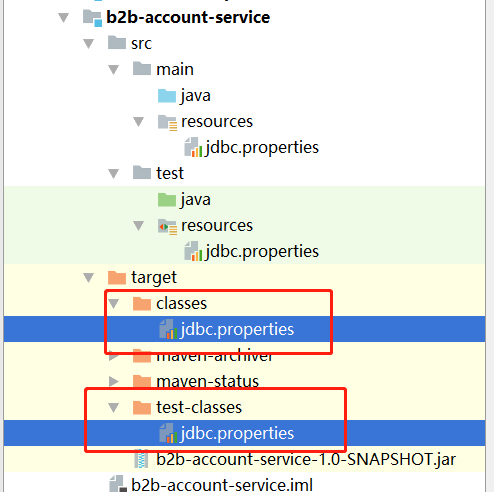 b2b-account-service
src
main
java
resources
jdbc.properties
test
java
resources
jdbc.properties
target
classes
jdbc.properties
maven-archiver
maven-status
test-classes
jdbc.properties
b2b-account-service-1.0-SNAPSHOT.jar
b2b-account-service.iml